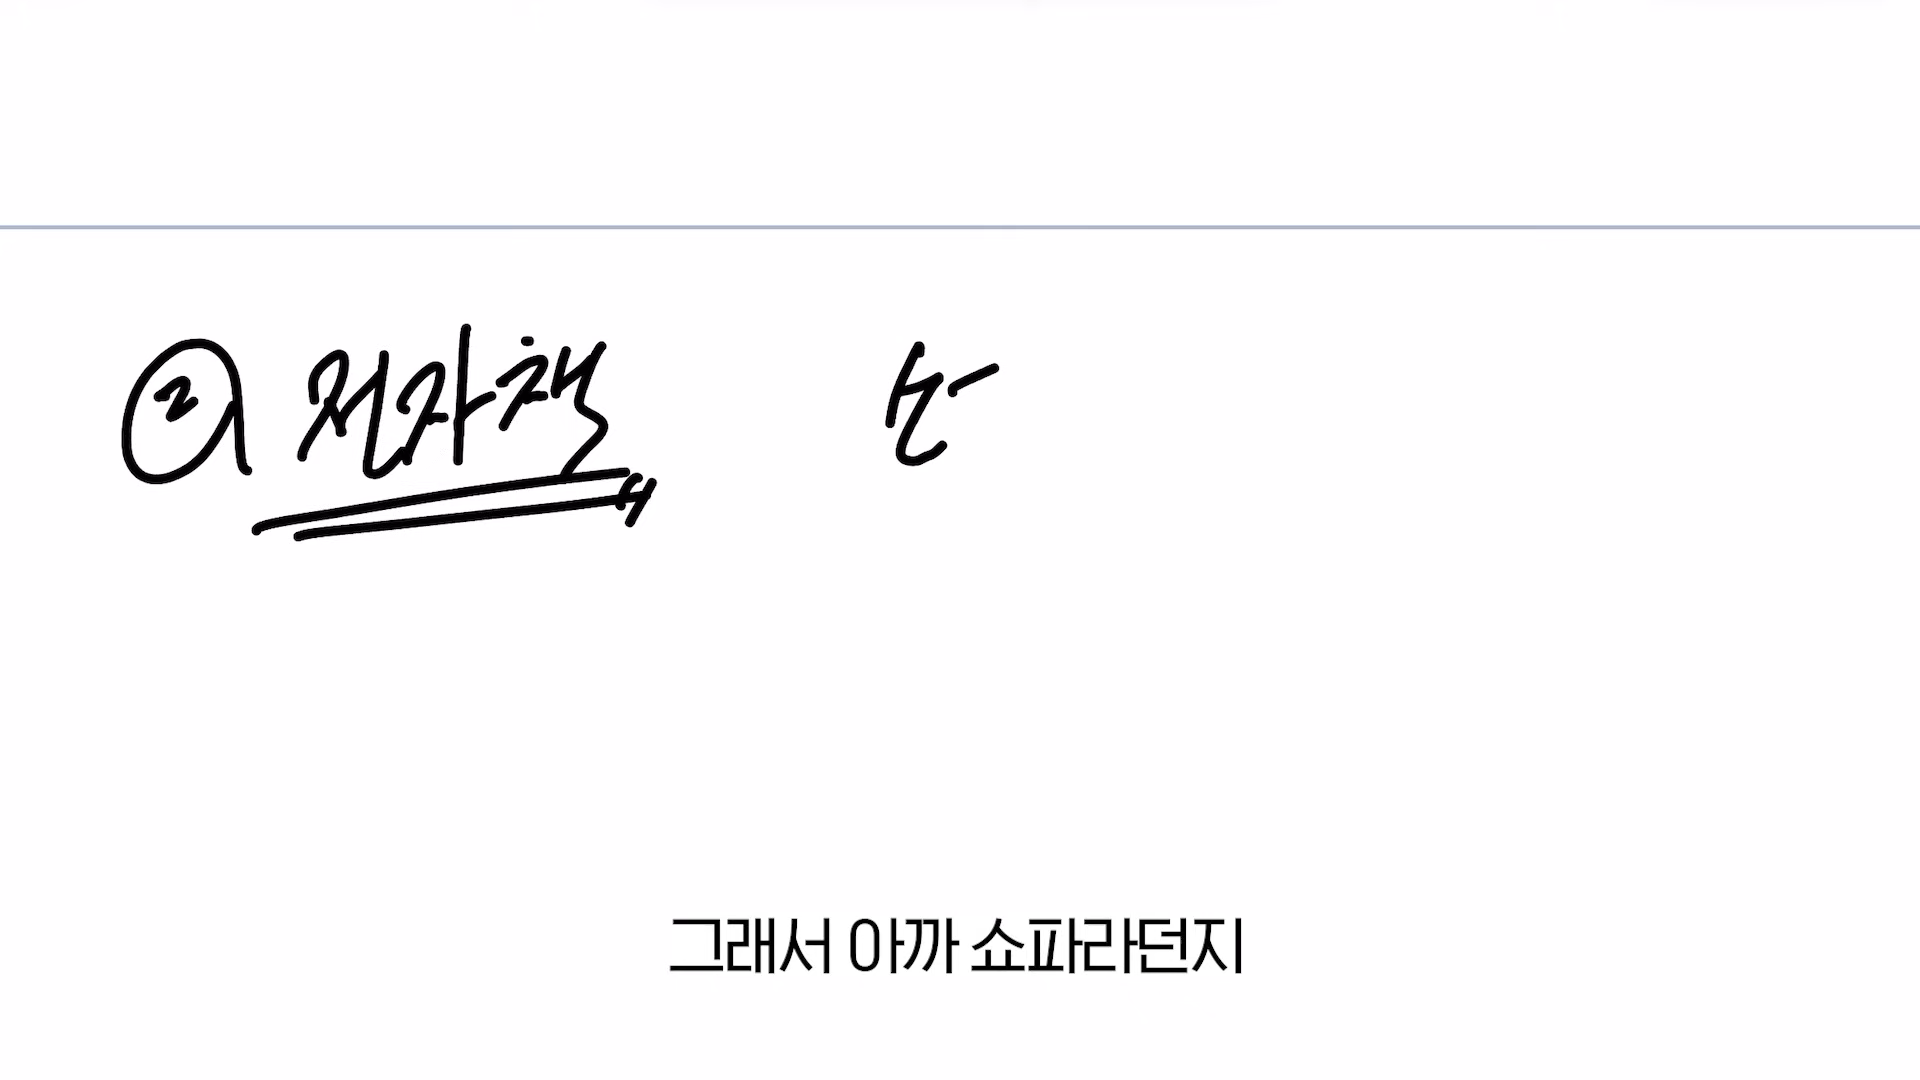 ② 전자책
그래서 아까 쇼파라던지